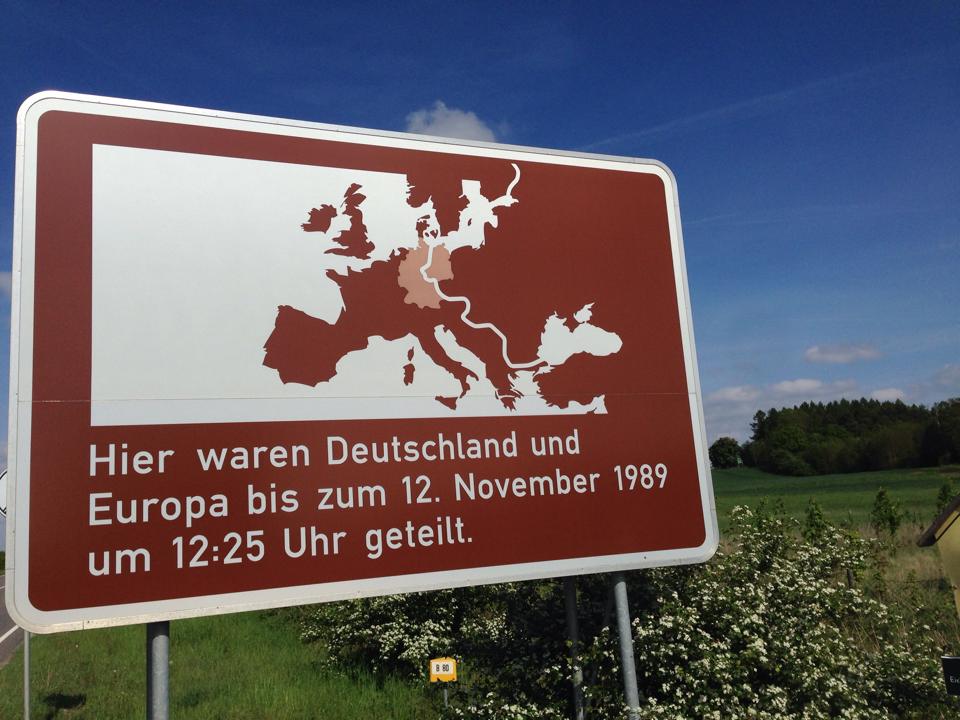 Hier waren Deutschland und
Europa bis zum 12. November 1989
um 12:25 Uhr geteilt.
B 80